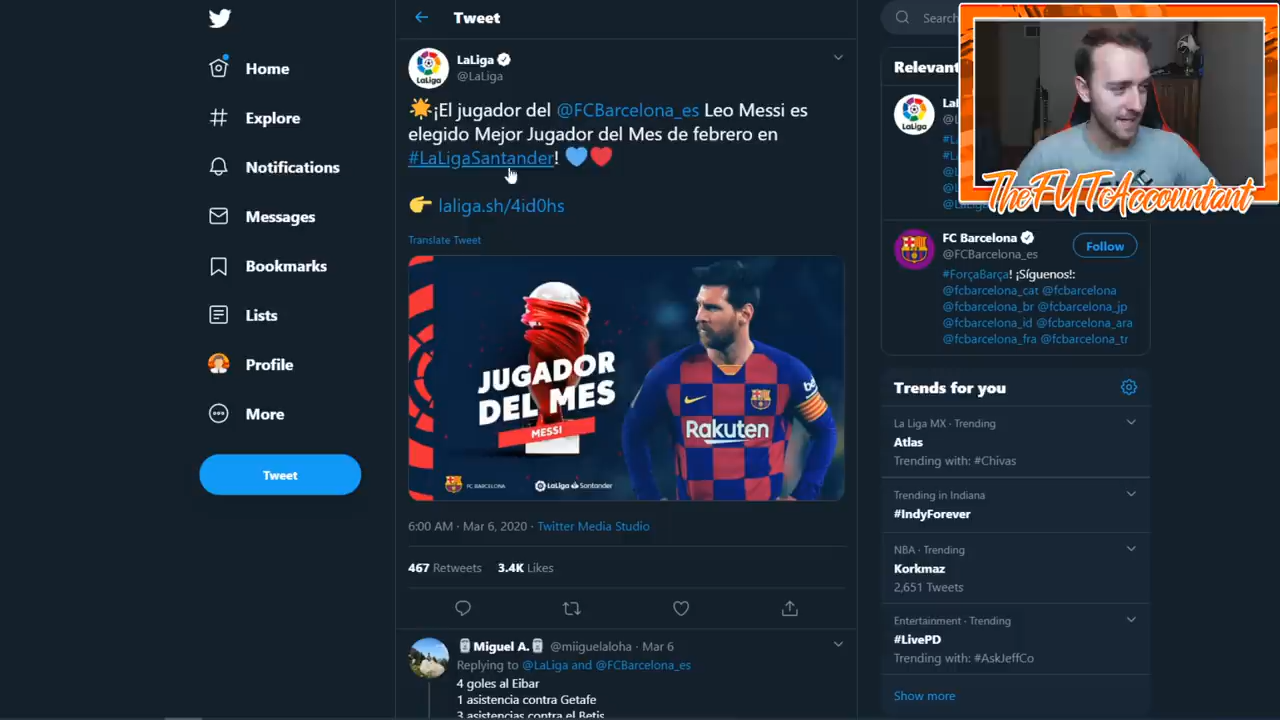 Home
Explore
Notifications
Messages
Bookmarks
Lists
Profile
More
Tweet
Tweet
LaLiga
@LaLiga
¡El jugador del @FCBarcelona_es Leo Messi es
elegido Mejor Jugador del Mes de febrero en
#LaLigaSantander!
laliga.sh/4id0hs
Translate Tweet
JUGADOR
DEL MES
MESSI
FC BARCELONA
LaLiga Santander
Rakuten
6:00 AM · Mar 6, 2020 · Twitter Media Studio
467 Retweets 3.4K Likes
Miguel A. @miiguelaloha · Mar 6
Replying to @LaLiga and @FCBarcelona_es
4 goles al Eibar
1 asistencia contra Getafe
3 asistencias contra el Betis
Search
Relevant
TheFUTAccountant
FC Barcelona
@FCBarcelona_es
Follow
#ForçaBarça! ¡Síguenos!:
@fcbarcelona_cat @fcbarcelona
@fcbarcelona_br @fcbarcelona_jp
@fcbarcelona_id @fcbarcelona_ara
@fcbarcelona_fra @fcbarcelona_tr
Trends for you
La Liga MX · Trending
Atlas
Trending with: #Chivas
Trending in Indiana
#IndyForever
NBA · Trending
Korkmaz
2,651 Tweets
Entertainment · Trending
#LivePD
Trending with: #AskJeffCo
Show more